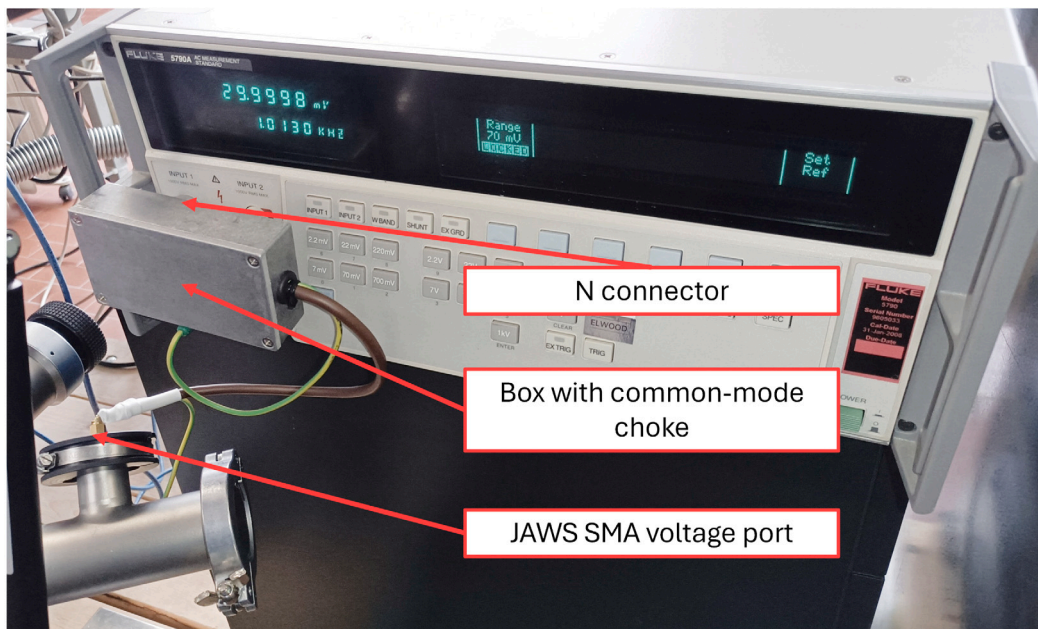 FLUKE 5790A AC MEASUREMENT
STANDARD
29.9998 mV
1.0130 KHZ
Range
70 mV
LOCKED
Set
Ref
INPUT 1
INPUT 2
INPUT 1 INPUT 2 W BAND SHUNT EX GRD
2.2 mV 22 mV 220 mV 2.2V
7 mV 70 mV 700 mV 7V
1kV
ENTER
CLEAN
EX TRIG
ELWOOD
TRIG
SPEC
N connector
Box with common-mode
choke
JAWS SMA voltage port
FLUKE
Model
5790
Serial Number
Cal-Date
31-Jan-2008
Due-Date
POWER